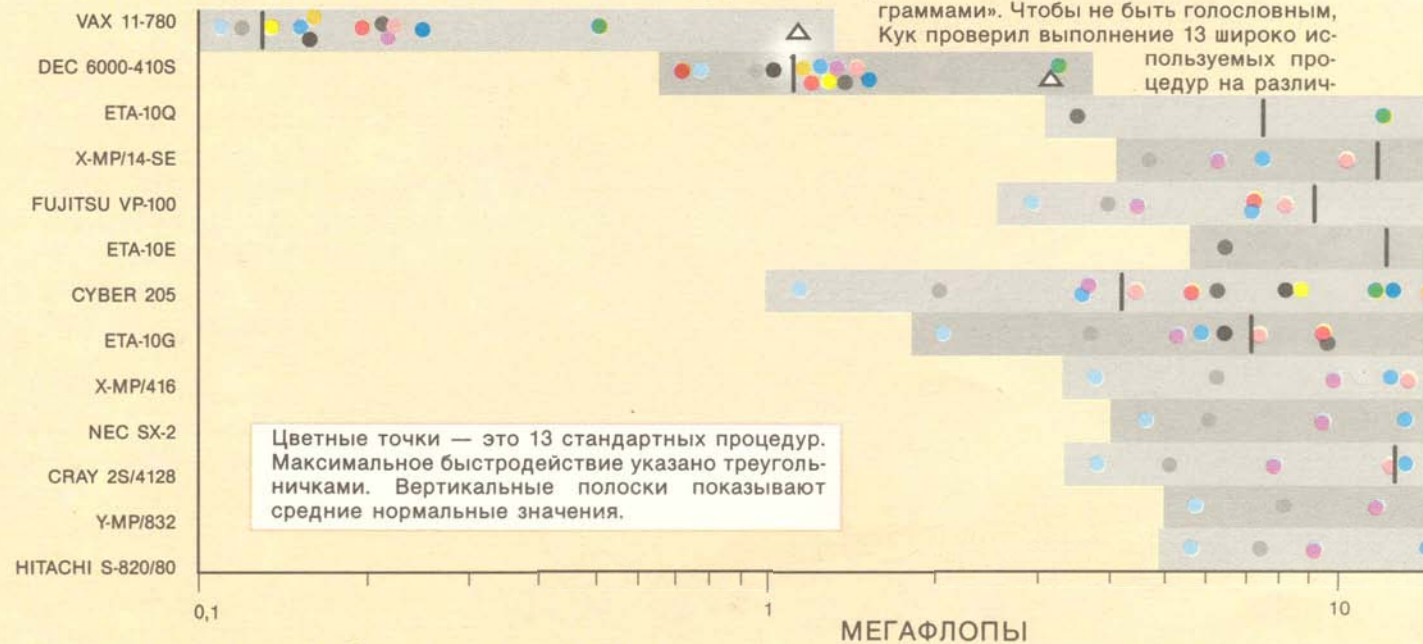 граммами». Чтобы не быть голословным,
Кук проверил выполнение 13 широко ис-
пользуемых про-
цедур на различ-
VAX 11-780
DEC 6000-410S
ETA-10Q
X-MP/14-SE
FUJITSU VP-100
ETA-10E
CYBER 205
ETA-10G
X-MP/416
NEC SX-2
CRAY 2S/4128
Y-MP/832
HITACHI S-820/80
Цветные точки — это 13 стандартных процедур.
Максимальное быстродействие указано треуголь-
ничками. Вертикальные полоски показывают
средние нормальные значения.
0,1
1
10
МЕГАФЛОПЫ